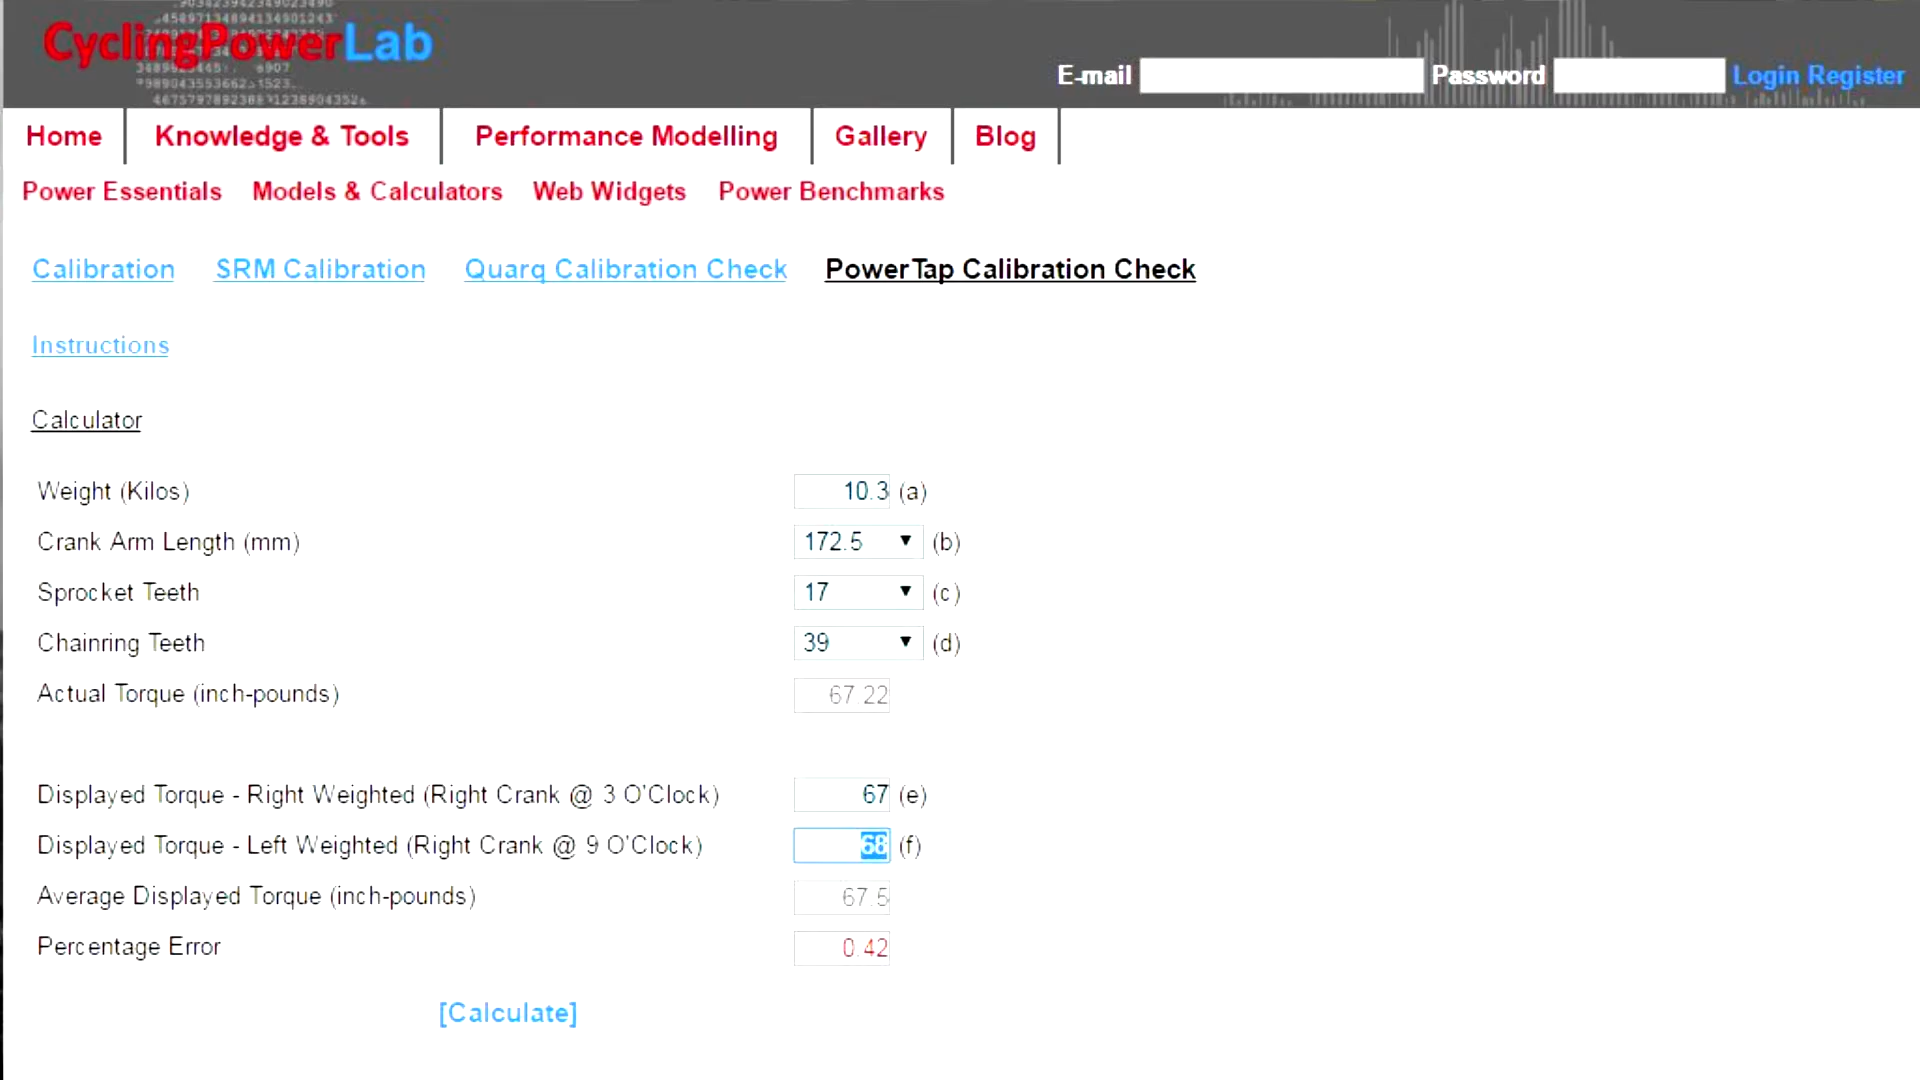 CyclingPowerLab
E-mail Password Login Register
Home Knowledge & Tools Performance Modelling Gallery Blog
Power Essentials Models & Calculators Web Widgets Power Benchmarks
Calibration SRM Calibration Quarq Calibration Check PowerTap Calibration Check
Instructions
Calculator
Weight (Kilos) 10.3 (a)
Crank Arm Length (mm) 172.5 (b)
Sprocket Teeth 17 (c)
Chainring Teeth 39 (d)
Actual Torque (inch-pounds) 67.22
Displayed Torque - Right Weighted (Right Crank @ 3 O'Clock) 67 (e)
Displayed Torque - Left Weighted (Right Crank @ 9 O'Clock) 68 (f)
Average Displayed Torque (inch-pounds) 67.5
Percentage Error 0.42
[Calculate]